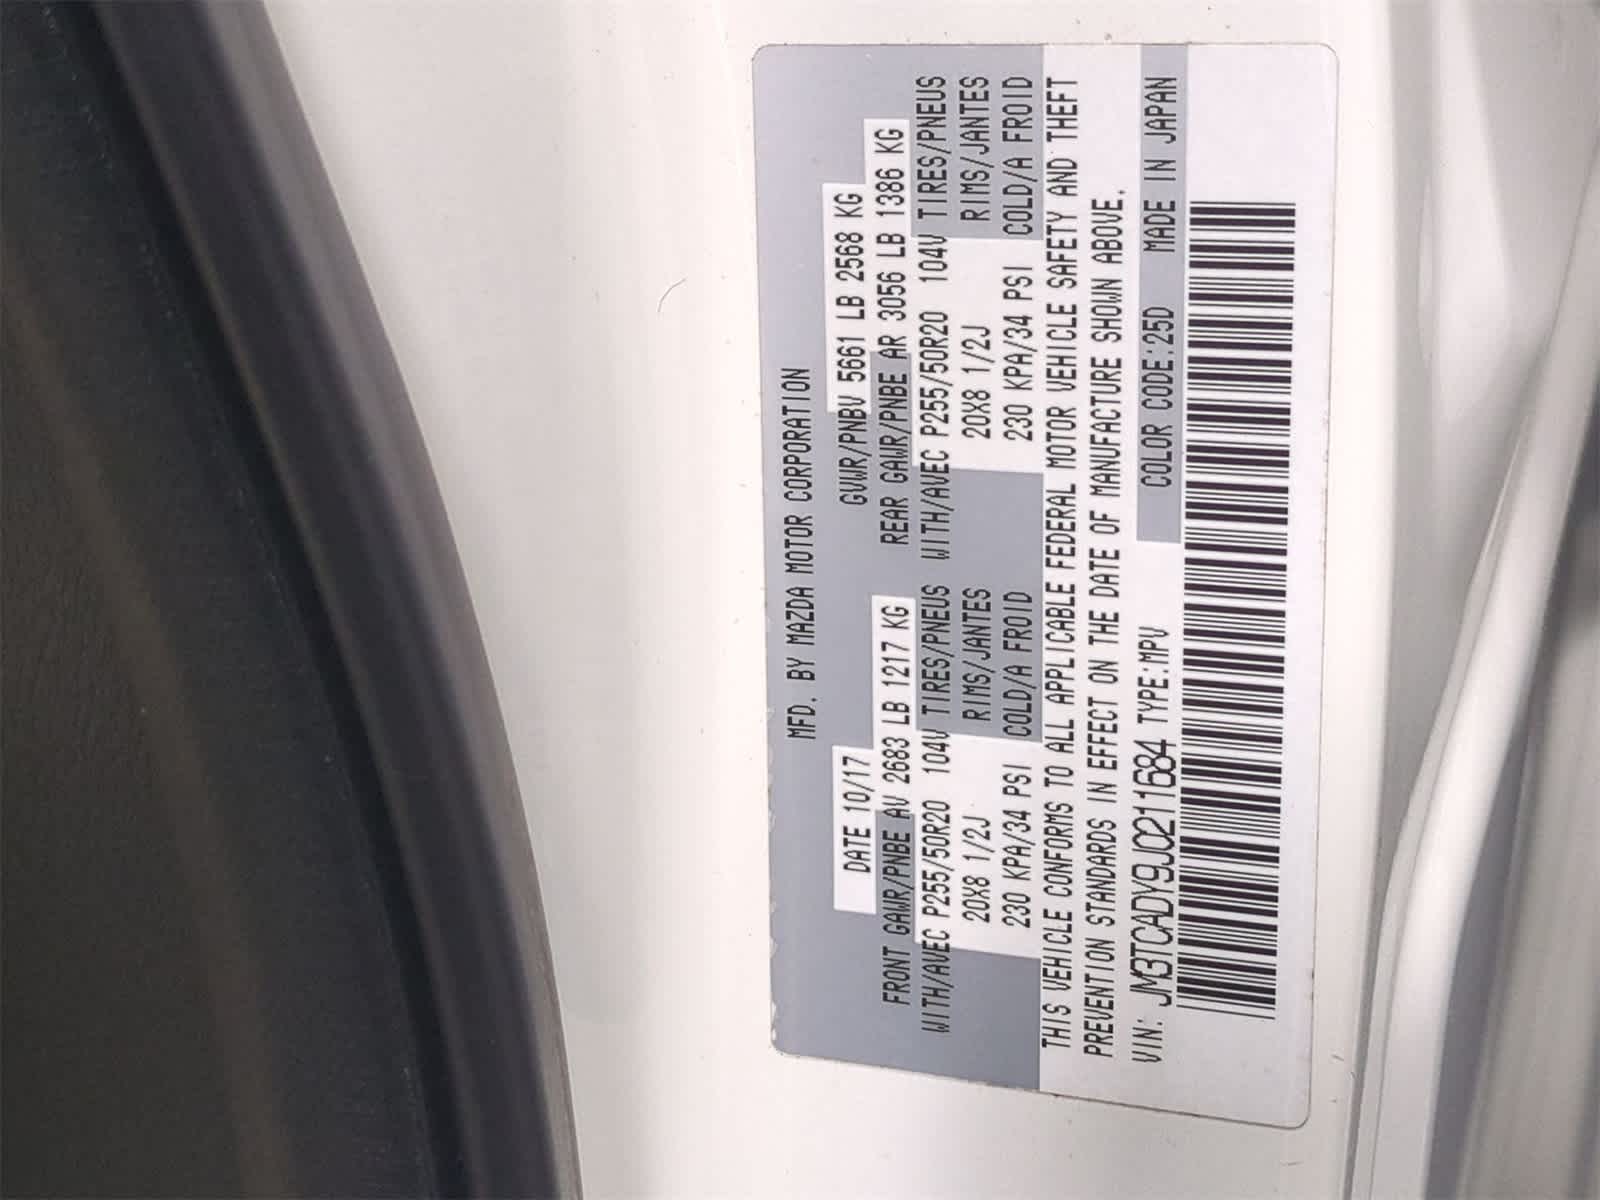 MFD. BY MAZDA MOTOR CORPORATION
DATE 10/17 GVWR/PNBV 5661 LB 2568 KG
FRONT GAWR/PNBE AV 2683 LB 1217 KG REAR GAWR/PNBE AR 3056 LB 1386 KG
WITH/AVEC P255/50R20 104V TIRES/PNEUS WITH/AVEC P255/50R20 104V TIRES/PNEUS
20X8 1/2J RIMS/JANTES 20X8 1/2J RIMS/JANTES
230 KPA/34 PSI COLD/A FROID 230 KPA/34 PSI COLD/A FROID
THIS VEHICLE CONFORMS TO ALL APPLICABLE FEDERAL MOTOR VEHICLE SAFETY AND THEFT
PREVENTION STANDARDS IN EFFECT ON THE DATE OF MANUFACTURE SHOWN ABOVE.
VIN: JM3TCADY9J0211684 TYPE:MPV COLOR CODE:25D MADE IN JAPAN